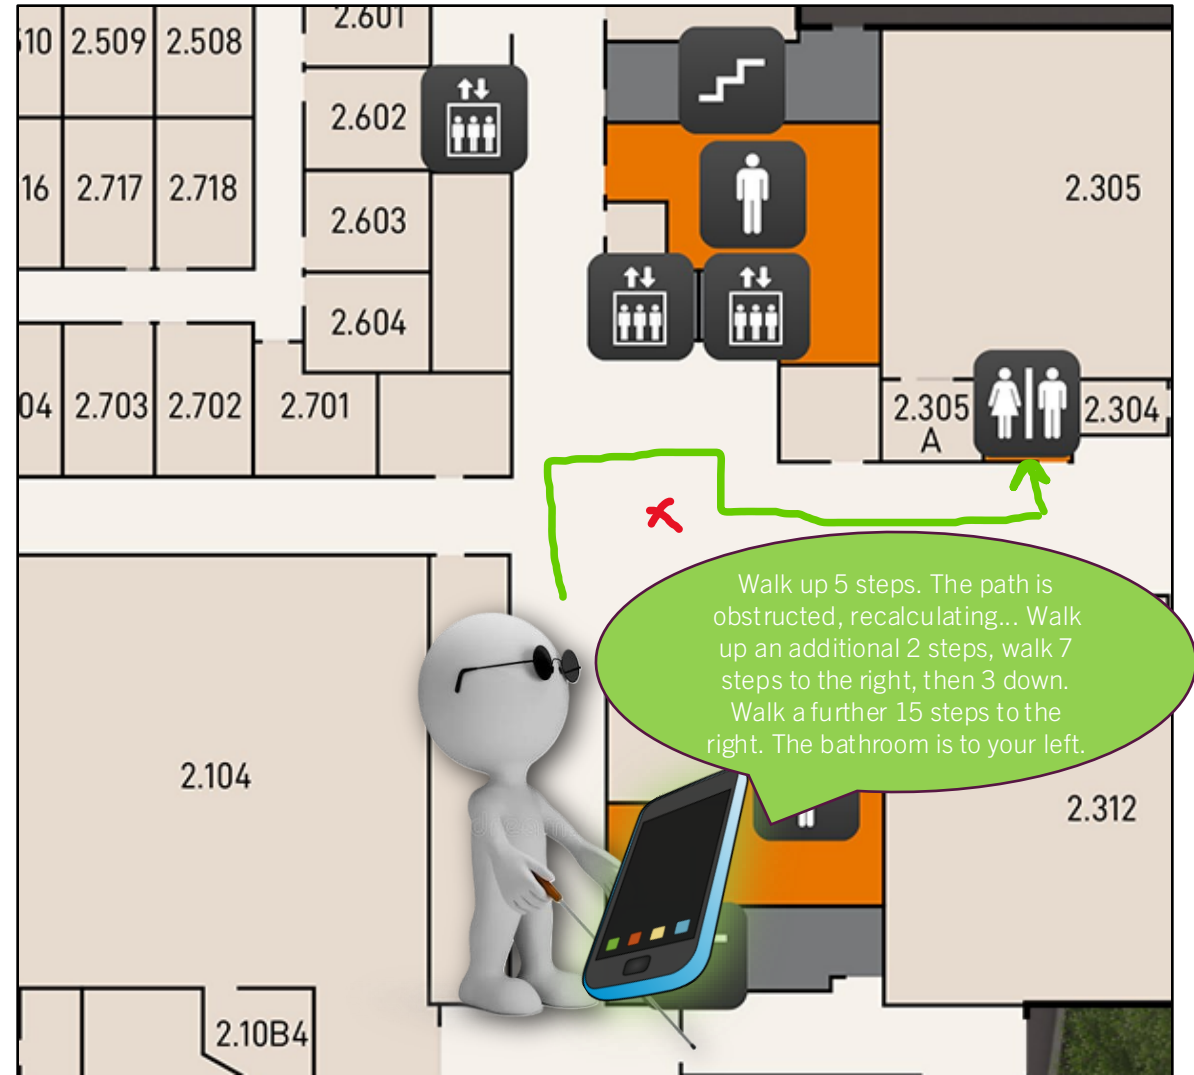 2.601
510
2.509
2.508
2.602
16
2.717
2.718
2.305
2.603
2.604
04
2.703
2.702
2.701
2.305
A
2.304
Walk up 5 steps. The path is
obstructed, recalculating... Walk
up an additional 2 steps, walk 7
steps to the right, then 3 down.
Walk a further 15 steps to the
right. The bathroom is to your left.
2.104
2.312
2.10B4